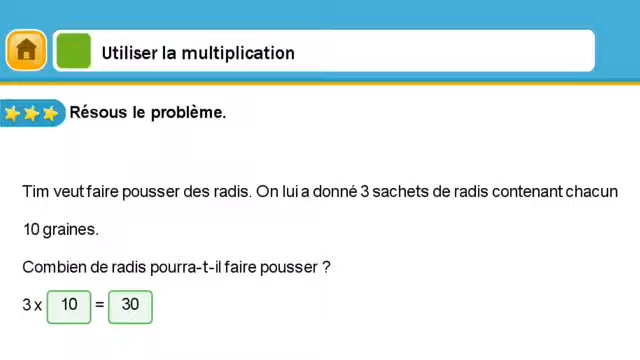 Utiliser la multiplication
Résous le problème.
Tim veut faire pousser des radis. On lui a donné 3 sachets de radis contenant chacun
10 graines.
Combien de radis pourra-t-il faire pousser ?
3 x 10 = 30